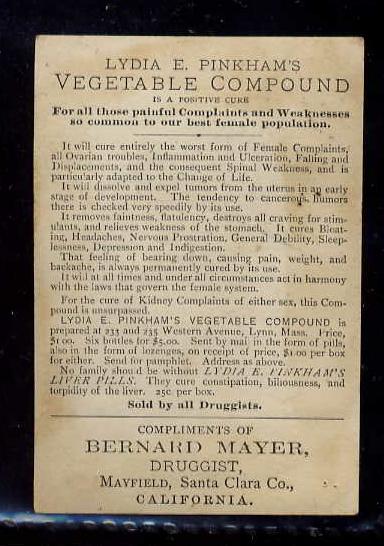 LYDIA E. PINKHAM'S
VEGETABLE COMPOUND
IS A POSITIVE CURE
For all those painful Complaints and Weaknesses
so common to our best female population.
It will cure entirely the worst form of Female Complaints,
all Ovarian troubles, Inflammation and Ulceration, Falling and
Displacements, and the consequent Spinal Weakness, and is
particularly adapted to the Change of Life.
It will dissolve and expel tumors from the uterus in an early
stage of development. The tendency to cancerous humors
there is checked very speedily by its use.
It removes faintness, flatulency, destroys all craving for stim-
ulants, and relieves weakness of the stomach. It cures Bloat-
ing, Headaches, Nervous Prostration, General Debility, Sleep-
lessness, Depression and Indigestion.
That feeling of bearing down, causing pain, weight, and
backache, is always permanently cured by its use.
It will at all times and under all circumstances act in harmony
with the laws that govern the female system.
For the cure of Kidney Complaints of either sex, this Com-
pound is unsurpassed.
LYDIA E. PINKHAM'S VEGETABLE COMPOUND is
prepared at 233 and 235 Western Avenue, Lynn, Mass. Price,
$1.00. Six bottles for $5.00. Sent by mail in the form of pills,
also in the form of lozenges, on receipt of price, $1.00 per box
for either. Send for pamphlet. Address as above.
No family should be without LYDIA E. PINKHAM'S
LIVER PILLS. They cure constipation, biliousness, and
torpidity of the liver. 25c per box.
Sold by all Druggists.
COMPLIMENTS OF
BERNARD MAYER,
DRUGGIST,
MAYFIELD, Santa Clara Co.,
CALIFORNIA.